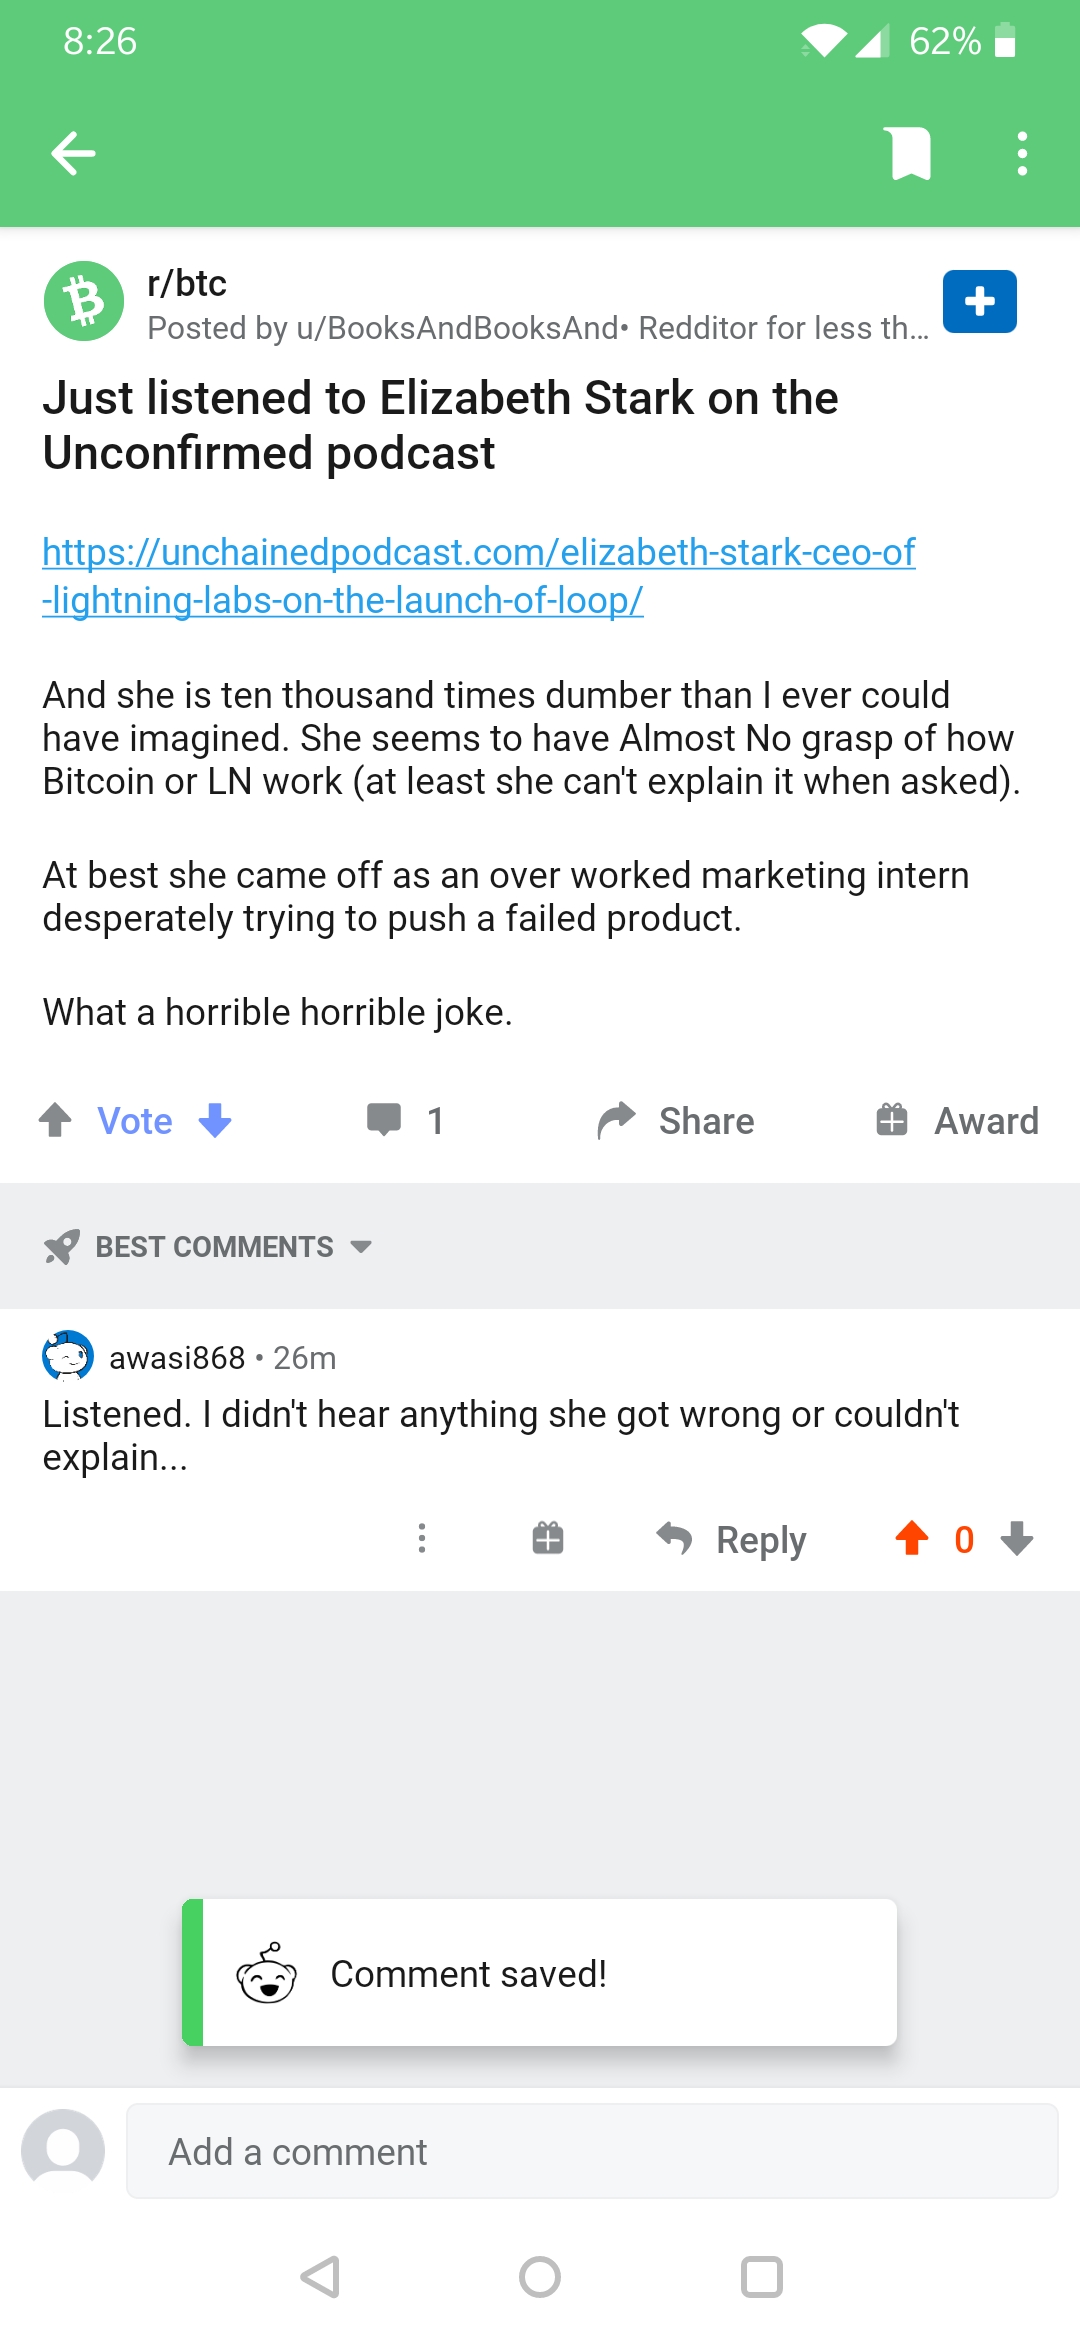 8:26
62%
r/btc
Posted by u/BooksAndBooksAnd• Redditor for less th...
Just listened to Elizabeth Stark on the
Unconfirmed podcast
https://unchainedpodcast.com/elizabeth-stark-ceo-of
-lightning-labs-on-the-launch-of-loop/
And she is ten thousand times dumber than I ever could
have imagined. She seems to have Almost No grasp of how
Bitcoin or LN work (at least she can't explain it when asked).
At best she came off as an over worked marketing intern
desperately trying to push a failed product.
What a horrible horrible joke.
Vote 1 Share Award
BEST COMMENTS
awasi868 • 26m
Listened. I didn't hear anything she got wrong or couldn't
explain...
Reply 0
Comment saved!
Add a comment